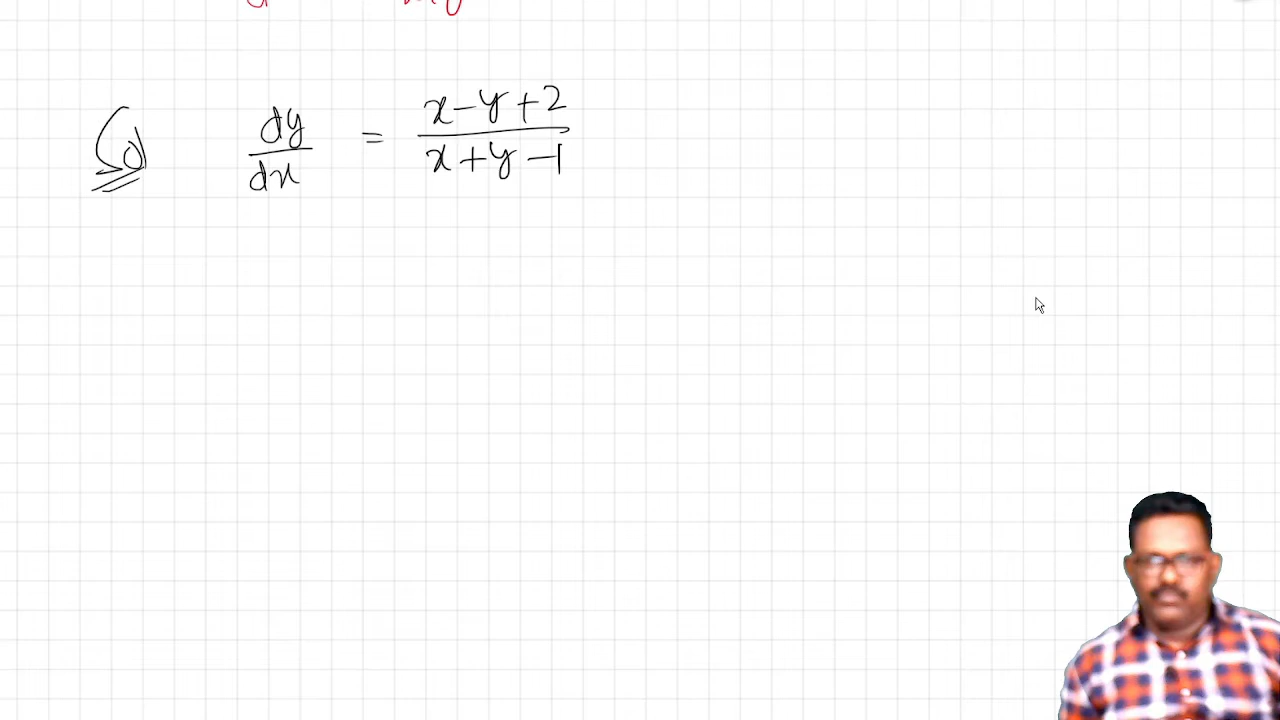 Sol dy/dx = (x-y+2)/(x+y-1)